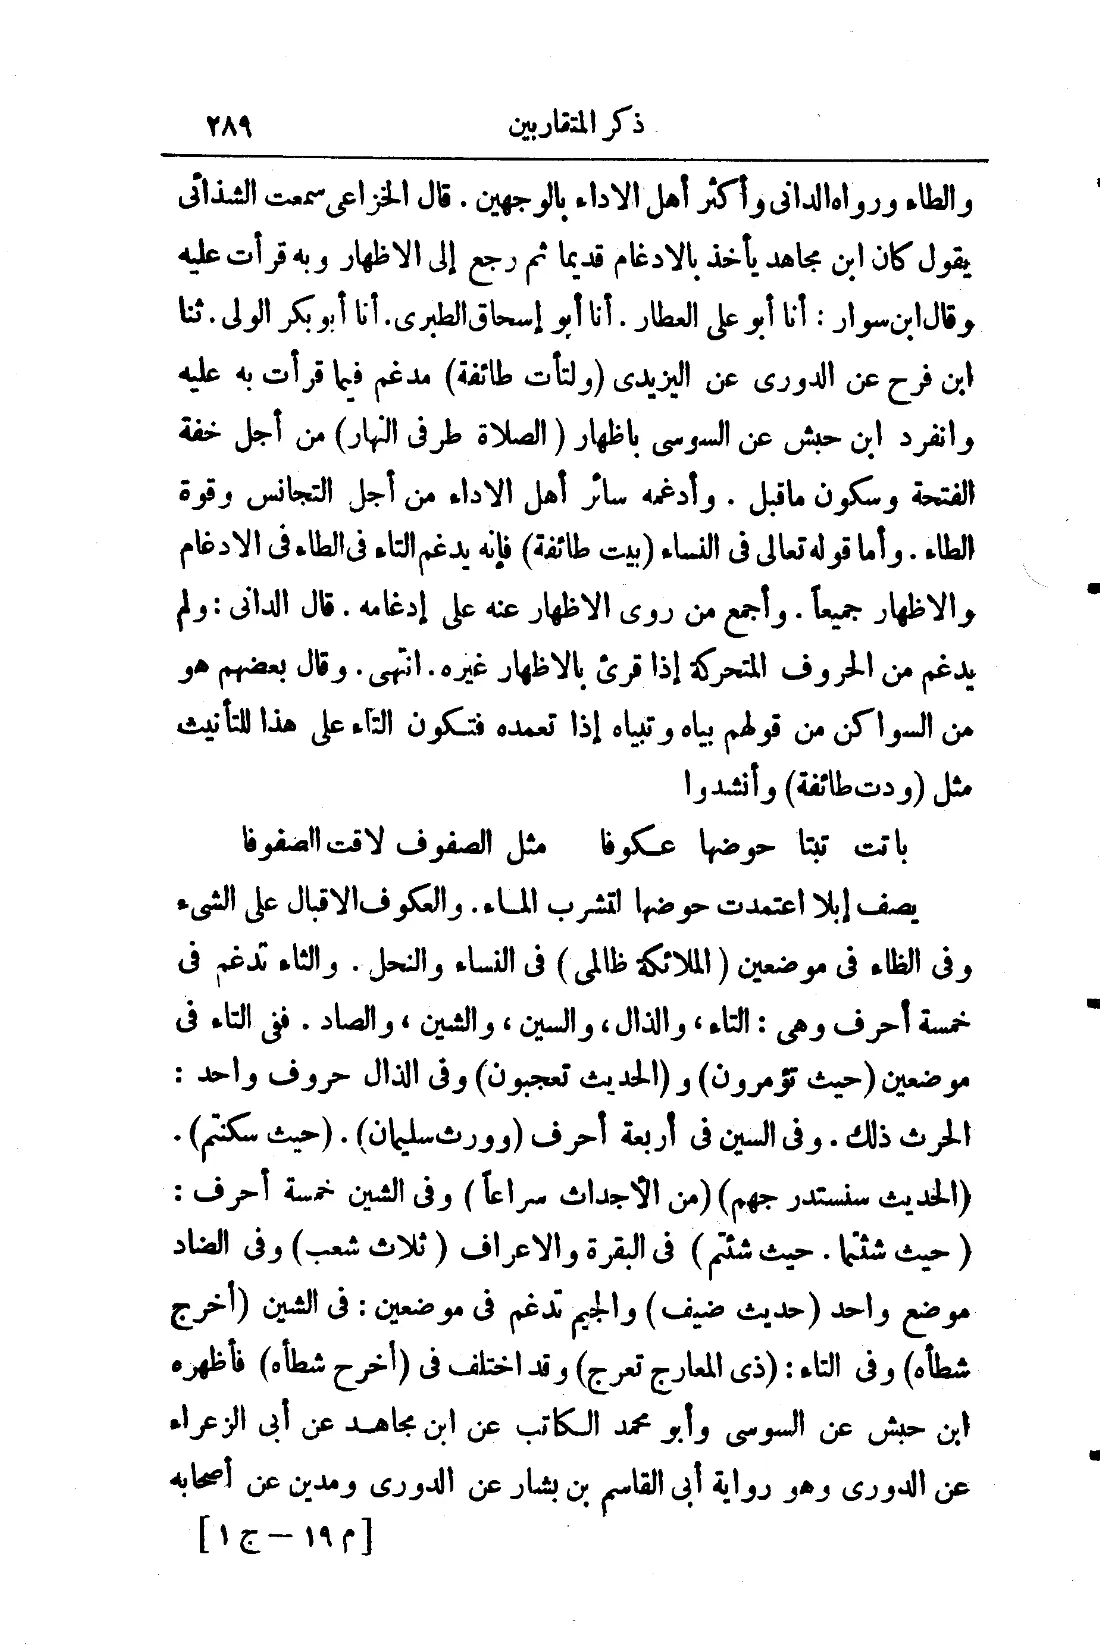 ذكر المتقاربين ٢٨٩
والطاء ورواه الدانى وأكثر أهل الاداء بالوجهين . قال الخزاعى سمعت الشذائى
يقول كان ابن مجاهد يأخذ بالادغام قديما ثم رجع إلى الاظهار وبه قرأت عليه
وقال ابن سوار : أنا أبو على العطار . أنا أبو إسحاق الطبرى . أنا أبو بكر الولى . ثنا
ابن فرح عن الدورى عن اليزيدى (ولتأت طائفة) مدغم فيما قرأت به عليه
وانفرد ابن حبش عن السوسى باظهار (الصلاة طرفى النهار) من أجل خفة
الفتحة وسكون ماقبل . وأدغمه سائر أهل الاداء من أجل التجانس وقوة
الطاء . وأما قوله تعالى فى النساء (بيت طائفة) فإنه يدغم التاء فى الطاء فى الادغام
والاظهار جميعاً . وأجمع من روى الاظهار عنه على إدغامه . قال الدانى : ولم
يدغم من الحروف المتحركة إذا قرئ بالاظهار غيره . انتهى . وقال بعضهم هو
من السواكن من قولهم بياه وتبياه إذا تعمده فتكون التاء على هذا للتأنيث
مثل (ودت طائفة) وأنشدوا
باتت تبتا حوضها عكوفا مثل الصفوف لاقت الصفوفا
يصف إبلا اعتمدت حوضها لتشرب الماء . والعكوف الاقبال على الشىء
وفى الظاء فى موضعين (الملائكة ظالمى) فى النساء والنحل . والثاء تدغم فى
خمسة أحرف وهى : التاء ، والذال ، والسين ، والشين ، والصاد . ففى التاء فى
موضعين (حيث تؤمرون) و (الحديث تعجبون) وفى الذال حروف واحد :
الحرث ذلك . وفى السين فى أربعة أحرف (وورث سليمان) . (حيث سكنتم) .
(الحديث سنستدرجهم) (من الأجداث سراعاً) وفى الشين خمسة أحرف :
(حيث شئتما . حيث شئتم) فى البقرة والاعراف (ثلاث شعب) وفى الضاد
موضع واحد (حديث ضيف) والجيم تدغم فى موضعين : فى الشين (أخرج
شطأه) وفى التاء : (ذى المعارج تعرج) وقد اختلف فى (أخرح شطأه) فأظهره
ابن حبش عن السوسى وأبو محمد الكاتب عن ابن مجاهد عن أبى الزعراء
عن الدورى وهو رواية أبى القاسم بن بشار عن الدورى ومدين عن أصحابه
[م ١٩ – ج ١]